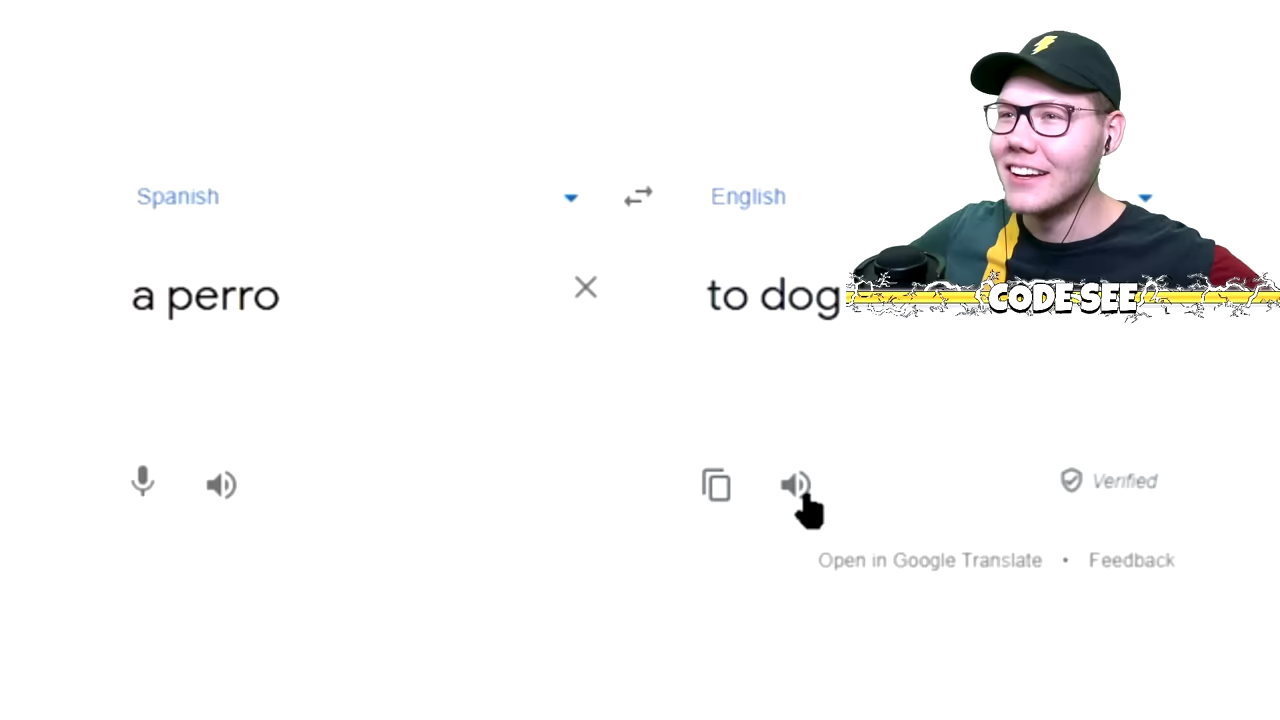 Spanish
English
a perro
to dog
CODE SEE
Verified
Open in Google Translate • Feedback